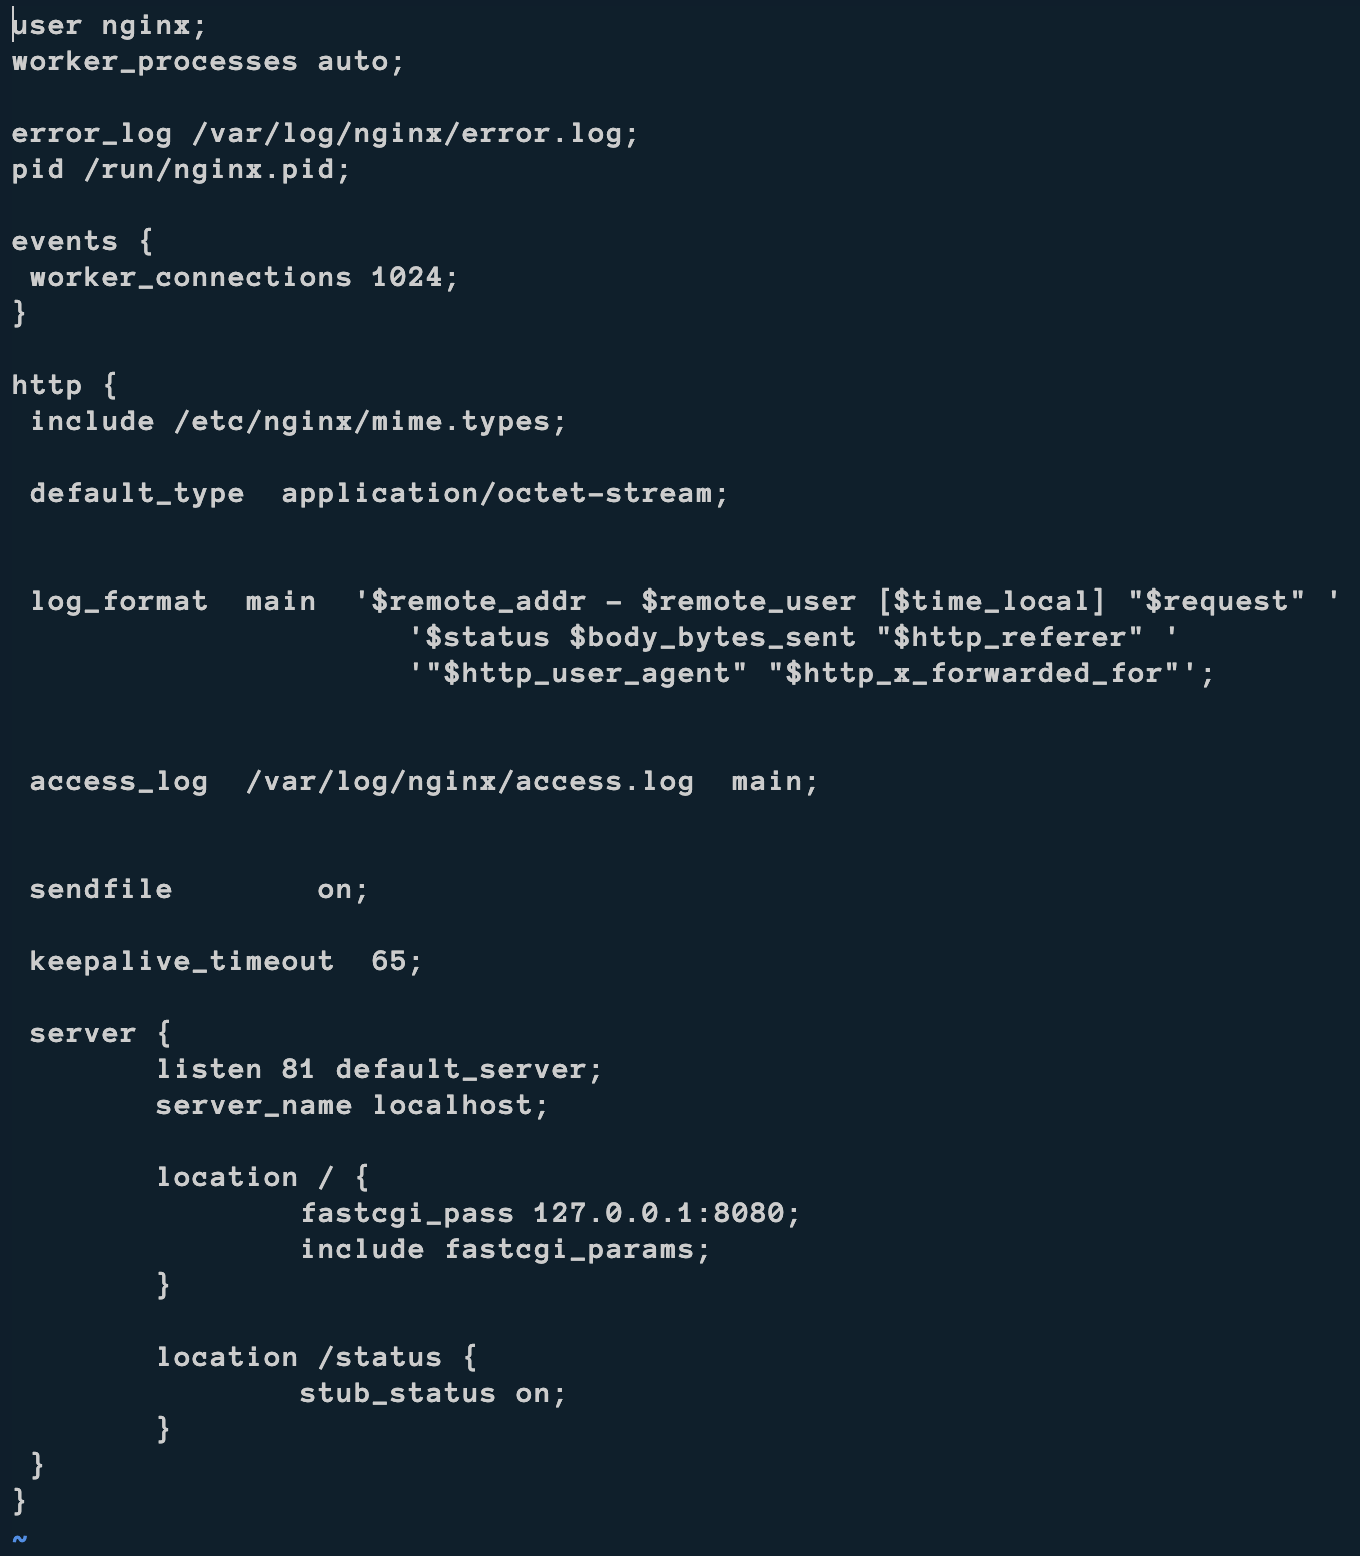 user nginx;
worker_processes auto;

error_log /var/log/nginx/error.log;
pid /run/nginx.pid;

events {
 worker_connections 1024;
}

http {
 include /etc/nginx/mime.types;

 default_type  application/octet-stream;


 log_format  main  '$remote_addr - $remote_user [$time_local] "$request" '
                      '$status $body_bytes_sent "$http_referer" '
                      '"$http_user_agent" "$http_x_forwarded_for"';


 access_log  /var/log/nginx/access.log  main;


 sendfile        on;

 keepalive_timeout  65;

 server {
        listen 81 default_server;
        server_name localhost;

        location / {
                fastcgi_pass 127.0.0.1:8080;
                include fastcgi_params;
        }

        location /status {
                stub_status on;
        }
 }
}
~